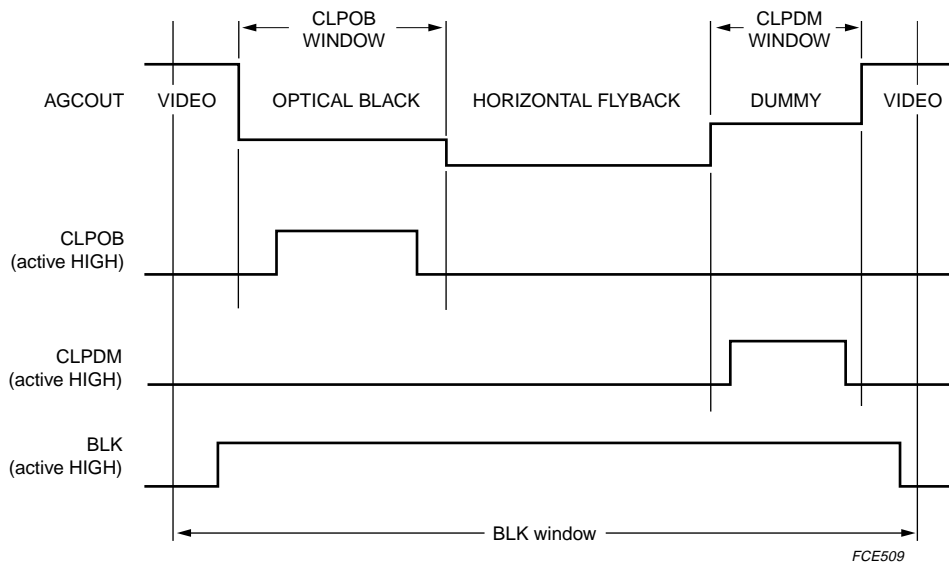 CLPOB
WINDOW
CLPDM
WINDOW
AGCOUT
VIDEO
OPTICAL BLACK
HORIZONTAL FLYBACK
DUMMY
VIDEO
CLPOB
(active HIGH)
CLPDM
(active HIGH)
BLK
(active HIGH)
BLK window
FCE509